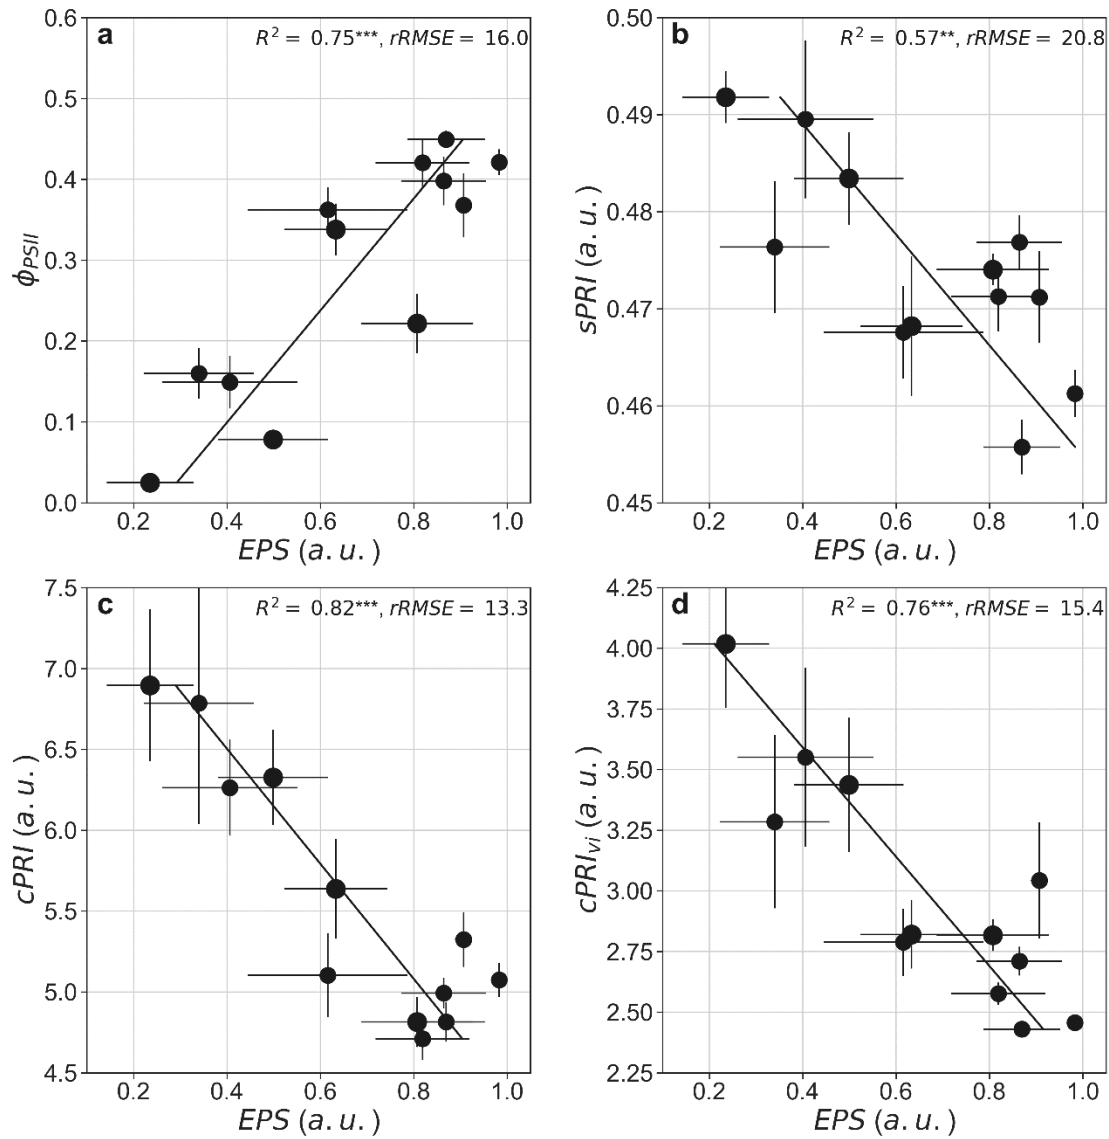 a
R² = 0.75***, rRMSE = 16.0
0.6
0.5
0.4
0.3
0.2
0.1
0.0
ϕPSII
0.2 0.4 0.6 0.8 1.0
EPS (a. u. )
b
R² = 0.57**, rRMSE = 20.8
0.50
0.49
0.48
0.47
0.46
0.45
sPRI (a. u. )
0.2 0.4 0.6 0.8 1.0
EPS (a. u. )
c
R² = 0.82***, rRMSE = 13.3
7.5
7.0
6.5
6.0
5.5
5.0
4.5
cPRI (a. u. )
0.2 0.4 0.6 0.8 1.0
EPS (a. u. )
d
R² = 0.76***, rRMSE = 15.4
4.25
4.00
3.75
3.50
3.25
3.00
2.75
2.50
2.25
cPRIvi (a. u. )
0.2 0.4 0.6 0.8 1.0
EPS (a. u. )